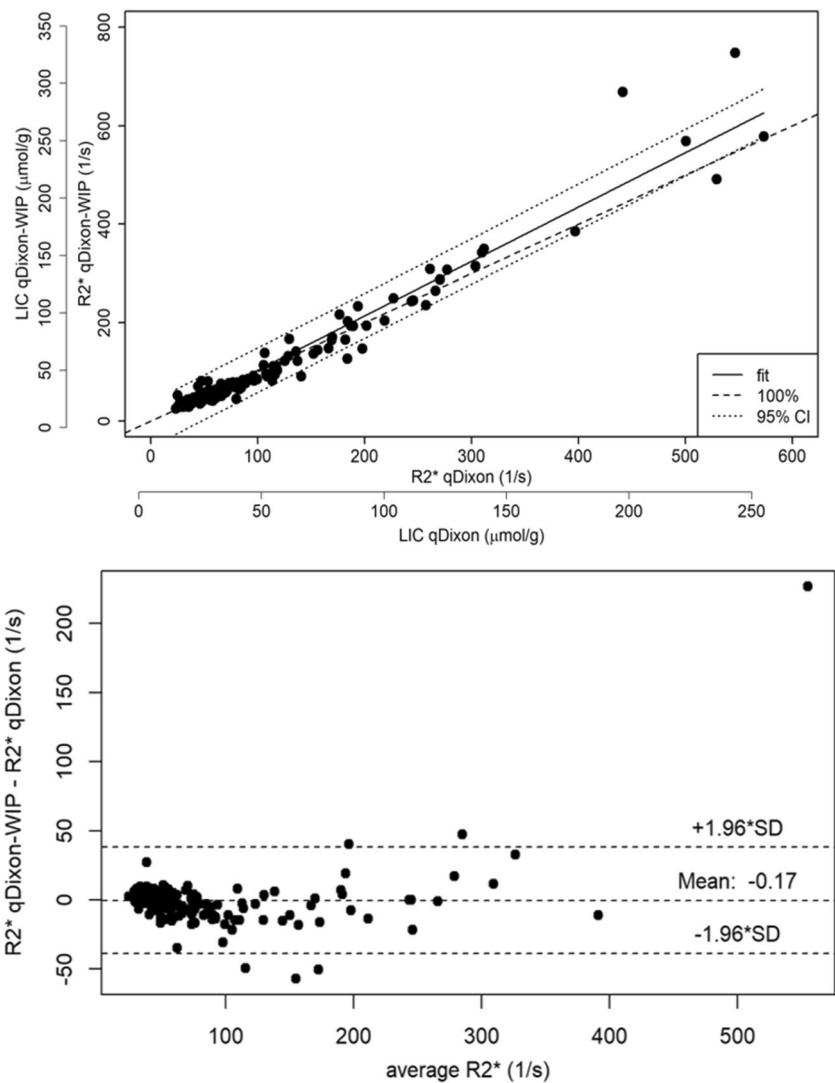 LIC qDixon-WIP (μmol/g)
0 50 100 150 200 250 300 350
R2* qDixon-WIP (1/s)
0 200 400 600 800
fit
100%
95% CI
0 100 200 300 400 500 600
R2* qDixon (1/s)
0 50 100 150 200 250
LIC qDixon (μmol/g)
R2* qDixon-WIP - R2* qDixon (1/s)
-50 0 50 100 150 200
+1.96*SD
Mean: -0.17
-1.96*SD
100 200 300 400 500
average R2* (1/s)